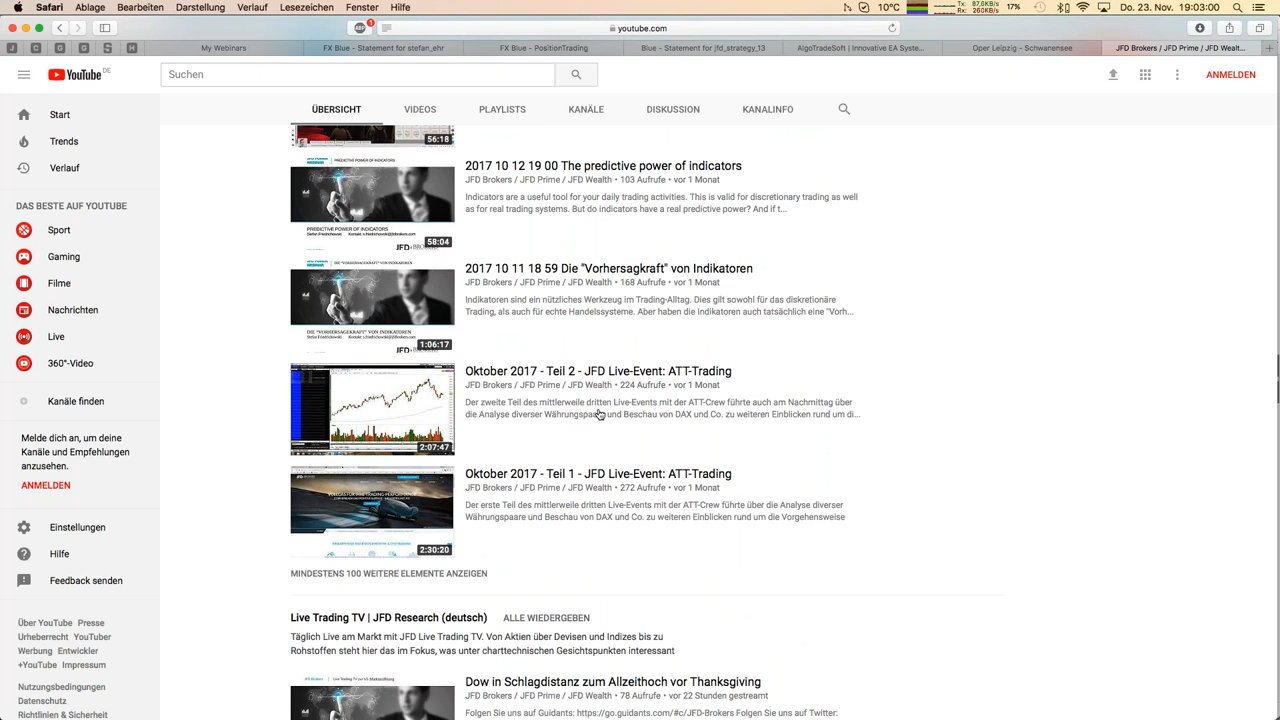 Safari Ablage Bearbeiten Darstellung Verlauf Lesezeichen Fenster Hilfe
10°C Tx: 87,6KB/s Rx: 260KB/s 17% Do. 23. Nov. 19:03:00
youtube.com
J C G G S H My Webinars FX Blue - Statement for stefan_ehr FX Blue - PositionTrading Blue - Statement for jfd_strategy_13 AlgoTradeSoft | Innovative EA Syste... Oper Leipzig - Schwanensee JFD Brokers / JFD Prime / JFD Wealt...
YouTube DE
Suchen
ANMELDEN
ÜBERSICHT VIDEOS PLAYLISTS KANÄLE DISKUSSION KANALINFO
Start
Trends
Verlauf
DAS BESTE AUF YOUTUBE
Sport
Gaming
Filme
Nachrichten
Live
360°-Video
Kanäle finden
Melde dich an, um deine
Kanäle und Empfehlungen
anzusehen.
ANMELDEN
Einstellungen
Hilfe
Feedback senden
Über YouTube Presse
Urheberrecht YouTuber
Werbung Entwickler
+YouTube Impressum
Nutzungsbedingungen
Datenschutz
Richtlinien & Sicherheit
56:18
2017 10 12 19 00 The predictive power of indicators
JFD Brokers / JFD Prime / JFD Wealth • 103 Aufrufe • vor 1 Monat
Indicators are a useful tool for your daily trading activities. This is valid for discretionary trading as well
as for real trading systems. But do indicators have a real predictive power? And if t...
PREDICTIVE POWER OF INDICATORS
PREDICTIVE POWER OF INDICATORS
58:04
2017 10 11 18 59 Die "Vorhersagkraft" von Indikatoren
JFD Brokers / JFD Prime / JFD Wealth • 168 Aufrufe • vor 1 Monat
Indikatoren sind ein nützliches Werkzeug im Trading-Alltag. Dies gilt sowohl für das diskretionäre
Trading, als auch für echte Handelssysteme. Aber haben die Indikatoren auch tatsächlich eine "Vorh...
DIE "VORHERSAGKRAFT" VON INDIKATOREN
DIE "VORHERSAGKRAFT" VON INDIKATOREN
1:06:17
Oktober 2017 - Teil 2 - JFD Live-Event: ATT-Trading
JFD Brokers / JFD Prime / JFD Wealth • 224 Aufrufe • vor 1 Monat
Der zweite Teil des mittlerweile dritten Live-Events mit der ATT-Crew führte auch am Nachmittag über
die Analyse diverser Währungspaare und Beschau von DAX und Co. zu weiteren Einblicken rund um di...
2:07:47
Oktober 2017 - Teil 1 - JFD Live-Event: ATT-Trading
JFD Brokers / JFD Prime / JFD Wealth • 272 Aufrufe • vor 1 Monat
Der erste Teil des mittlerweile dritten Live-Events mit der ATT-Crew führte über die Analyse diverser
Währungspaare und Beschau von DAX und Co. zu weiteren Einblicken rund um die Vorgehensweise
2:30:20
MINDESTENS 100 WEITERE ELEMENTE ANZEIGEN
Live Trading TV | JFD Research (deutsch) ALLE WIEDERGEBEN
Täglich Live am Markt mit JFD Live Trading TV. Von Aktien über Devisen und Indizes bis zu
Rohstoffen steht hier das im Fokus, was unter charttechnischen Gesichtspunkten interessant
Dow in Schlagdistanz zum Allzeithoch vor Thanksgiving
JFD Brokers / JFD Prime / JFD Wealth • 78 Aufrufe • vor 22 Stunden gestreamt
Folgen Sie uns auf Guidants: https://go.guidants.com/#c/JFD-Brokers Folgen Sie uns auf Twitter: